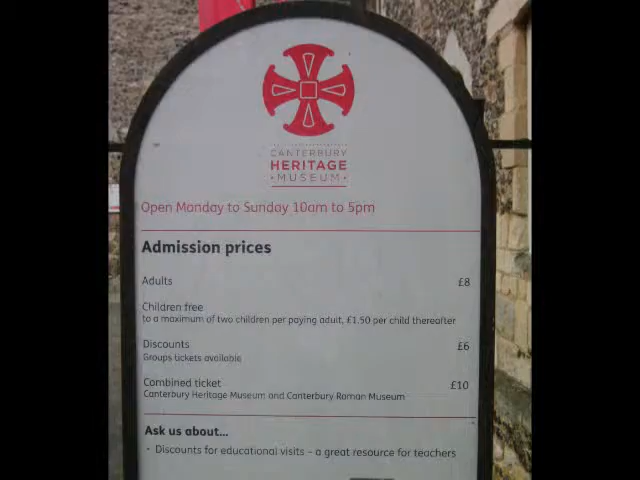 CANTERBURY
HERITAGE
·MUSEUM·
Open Monday to Sunday 10am to 5pm
Admission prices
Adults £8
Children free
to a maximum of two children per paying adult, £1.50 per child thereafter
Discounts £6
Groups tickets available
Combined ticket £10
Canterbury Heritage Museum and Canterbury Roman Museum
Ask us about...
· Discounts for educational visits – a great resource for teachers